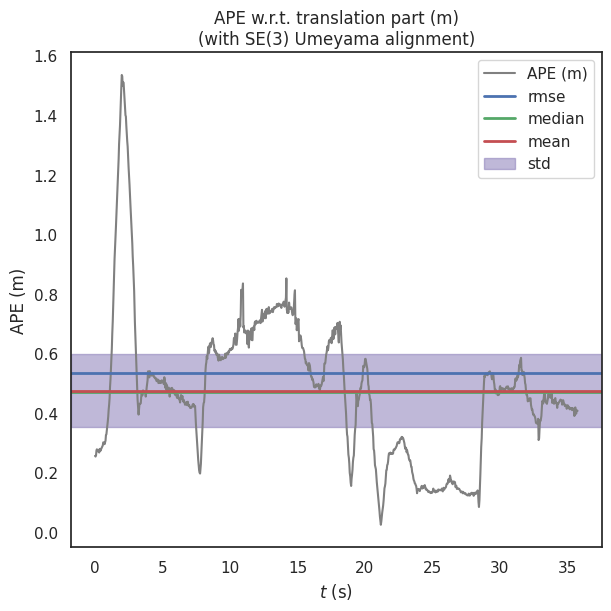 APE w.r.t. translation part (m)
(with SE(3) Umeyama alignment)
APE (m)
rmse
median
mean
std
1.6
1.4
1.2
1.0
0.8
0.6
0.4
0.2
0.0
APE (m)
0 5 10 15 20 25 30 35
t (s)